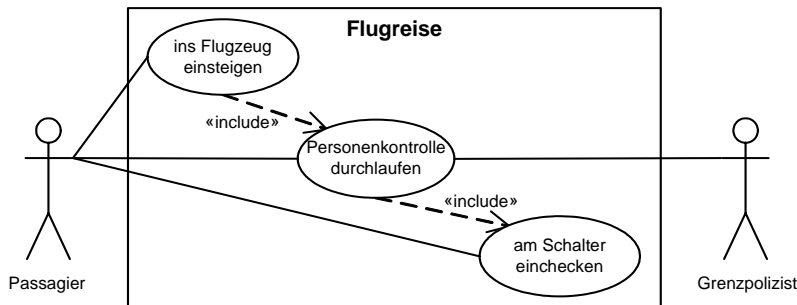 Flugreise
ins Flugzeug
einsteigen
«include»
Personenkontrolle
durchlaufen
«include»
am Schalter
einchecken
Passagier
Grenzpolizist